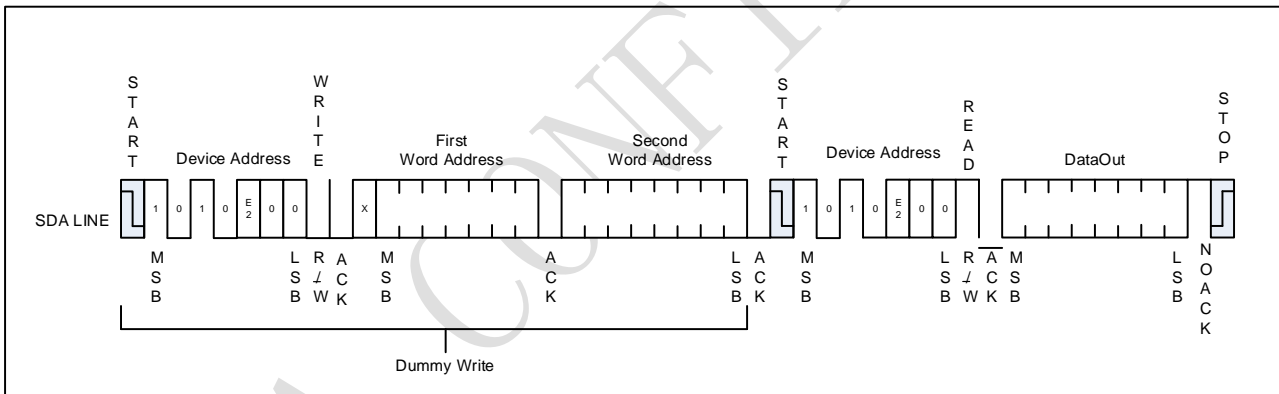 START
WRITE
START
READ
STOP
Device Address
First
Word Address
Second
Word Address
Device Address
DataOut
SDA LINE
1 0 1 0 E2 0 0 X 1 0 1 0 E2 0 0
MSB
LSB
R/W
ACK
MSB
ACK
LSB
ACK
MSB
LSB
R/W
ACK
MSB
LSB
NOACK
Dummy Write
CONF